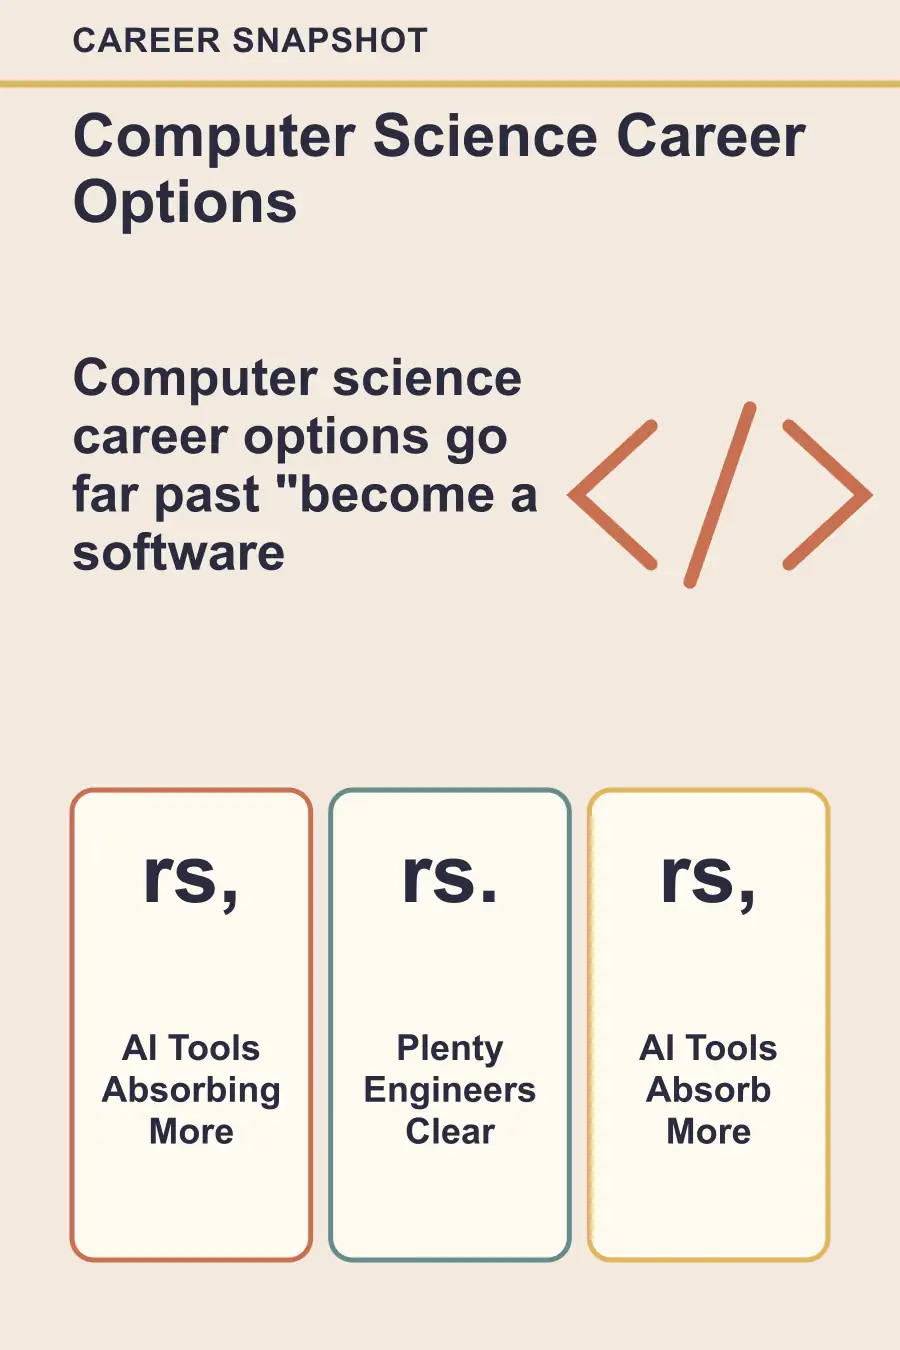 CAREER SNAPSHOT
Computer Science Career
Options
Computer science
career options go
far past "become a
software
rs,
AI Tools
Absorbing
More
rs.
Plenty
Engineers
Clear
rs,
AI Tools
Absorb
More